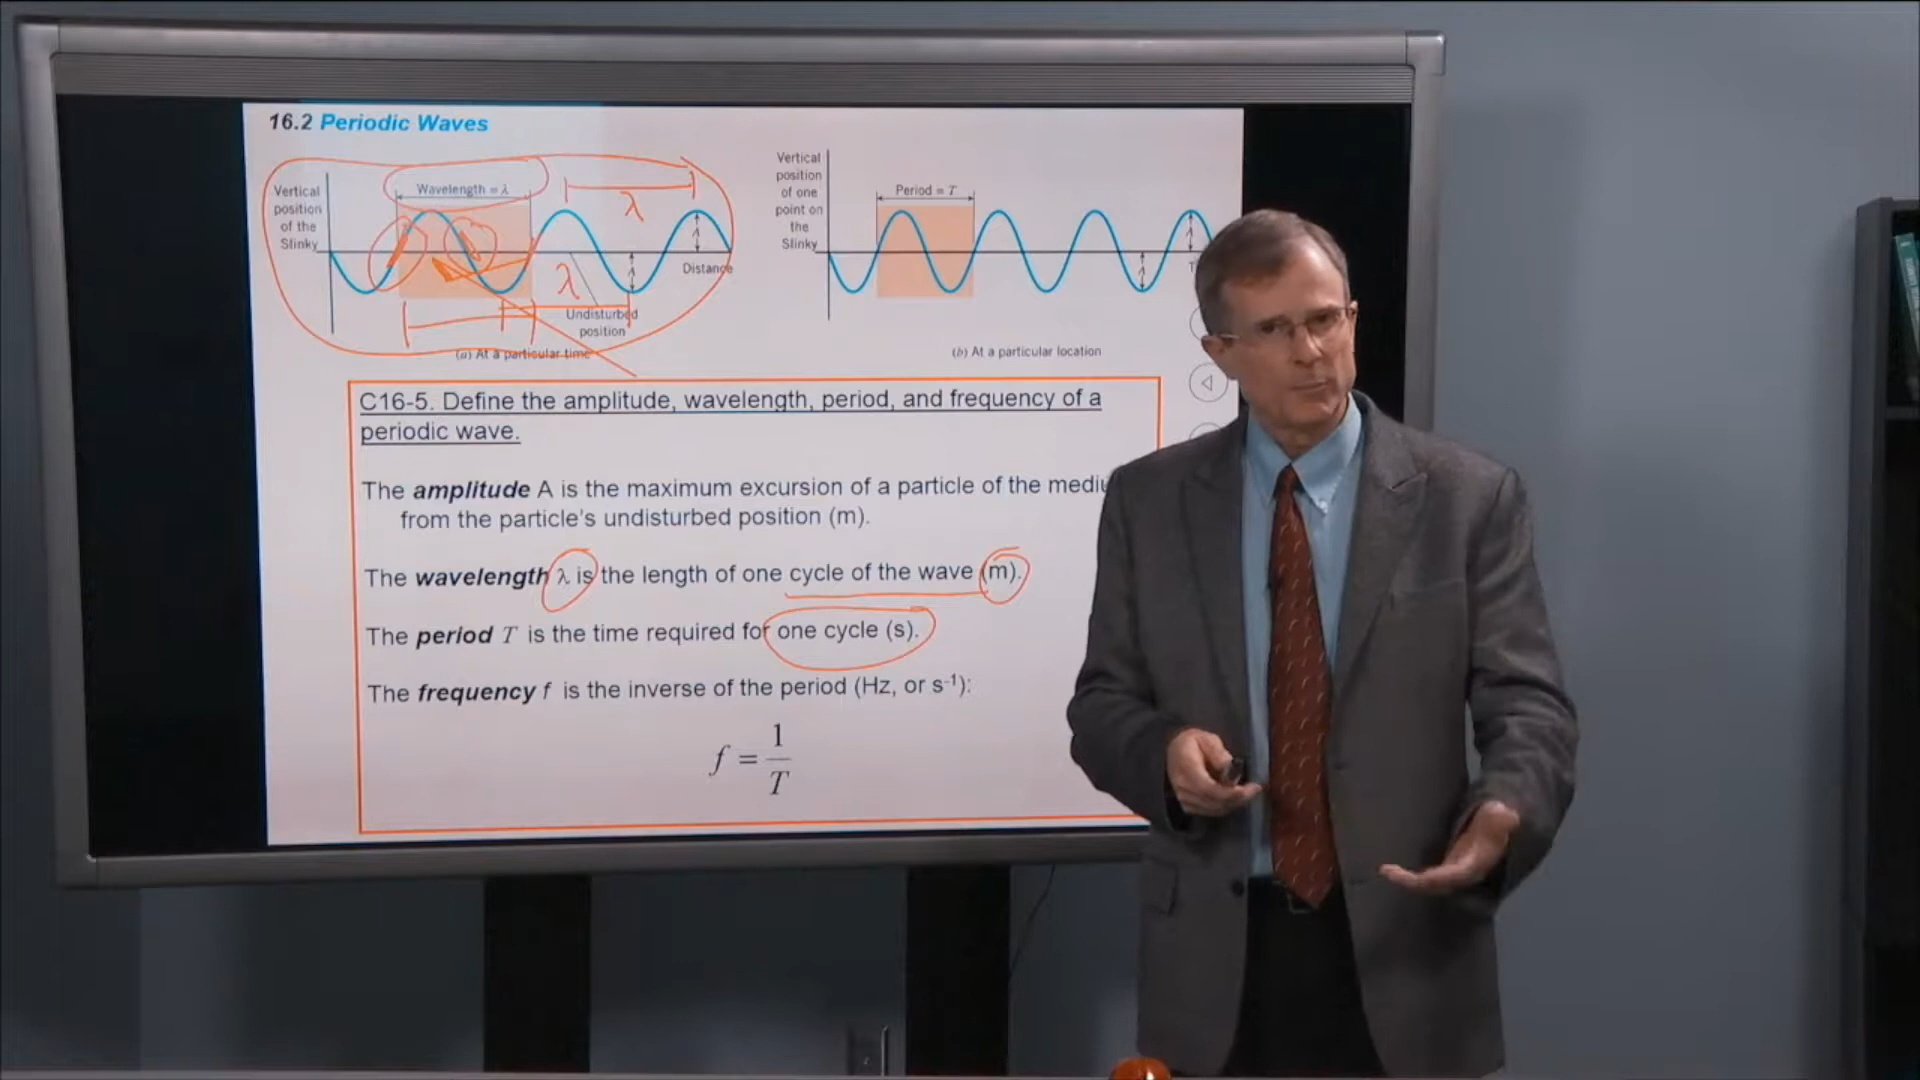 16.2 Periodic Waves
Vertical
position
of the
Slinky
Wavelength = λ
λ
A
A
Distance
λ
Undisturbed
position
(a) At a particular time
Vertical
position
of one
point on
the
Slinky
Period = T
A
A
T
(b) At a particular location
C16-5. Define the amplitude, wavelength, period, and frequency of a
periodic wave.
The amplitude A is the maximum excursion of a particle of the mediu
from the particle's undisturbed position (m).
The wavelength λ is the length of one cycle of the wave (m).
The period T is the time required for one cycle (s).
The frequency f is the inverse of the period (Hz, or s⁻¹):
f = 1/T